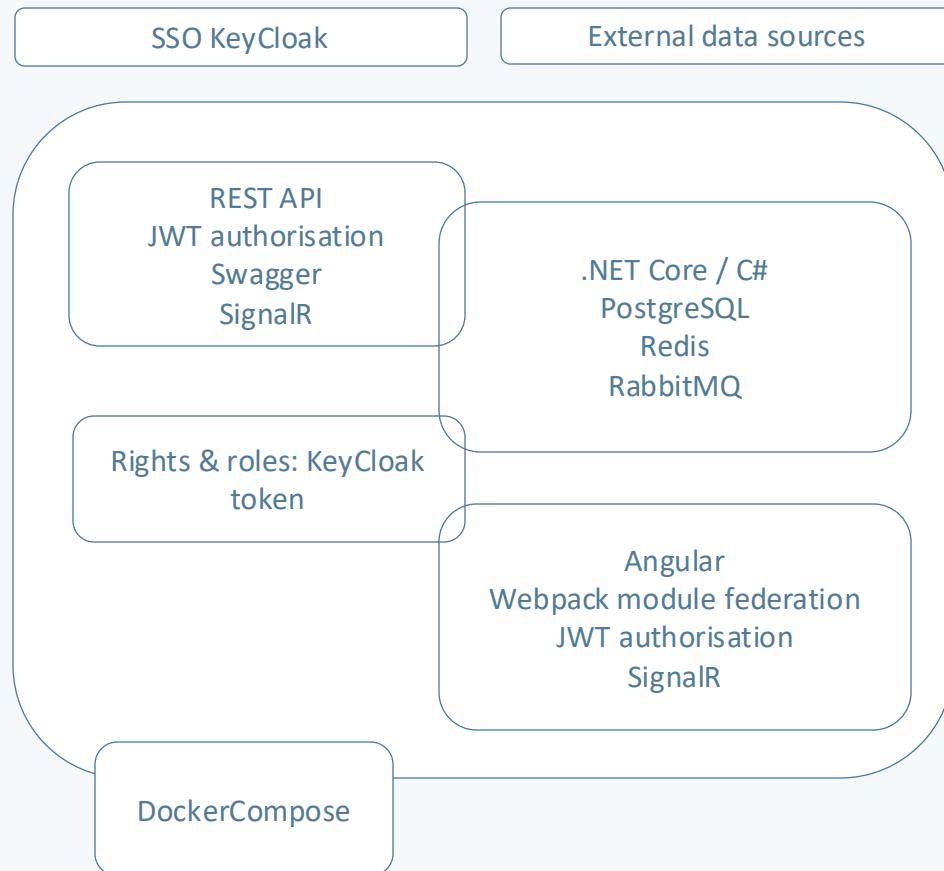 SSO KeyCloak
External data sources
REST API
JWT authorisation
Swagger
SignalR
.NET Core / C#
PostgreSQL
Redis
RabbitMQ
Rights & roles: KeyCloak
token
Angular
Webpack module federation
JWT authorisation
SignalR
DockerCompose